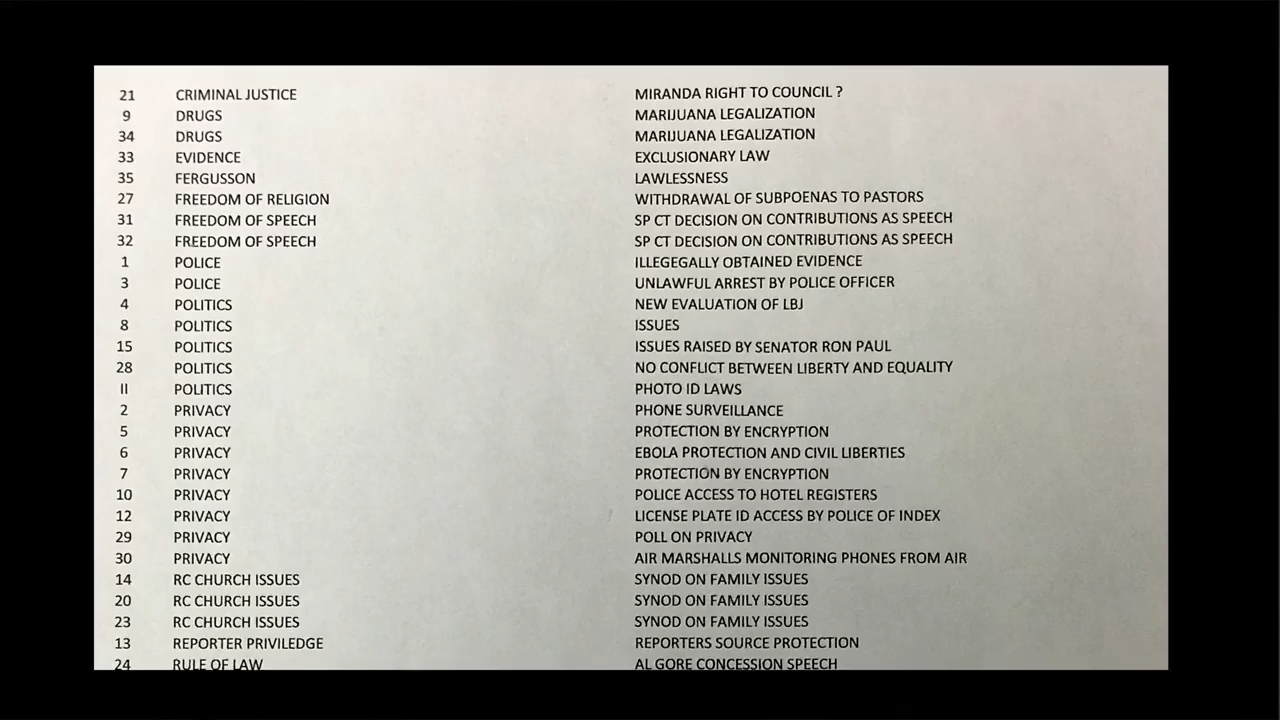 21 CRIMINAL JUSTICE MIRANDA RIGHT TO COUNCIL ?
9 DRUGS MARIJUANA LEGALIZATION
34 DRUGS MARIJUANA LEGALIZATION
33 EVIDENCE EXCLUSIONARY LAW
35 FERGUSSON LAWLESSNESS
27 FREEDOM OF RELIGION WITHDRAWAL OF SUBPOENAS TO PASTORS
31 FREEDOM OF SPEECH SP CT DECISION ON CONTRIBUTIONS AS SPEECH
32 FREEDOM OF SPEECH SP CT DECISION ON CONTRIBUTIONS AS SPEECH
1 POLICE ILLEGEGALLY OBTAINED EVIDENCE
3 POLICE UNLAWFUL ARREST BY POLICE OFFICER
4 POLITICS NEW EVALUATION OF LBJ
8 POLITICS ISSUES
15 POLITICS ISSUES RAISED BY SENATOR RON PAUL
28 POLITICS NO CONFLICT BETWEEN LIBERTY AND EQUALITY
II POLITICS PHOTO ID LAWS
2 PRIVACY PHONE SURVEILLANCE
5 PRIVACY PROTECTION BY ENCRYPTION
6 PRIVACY EBOLA PROTECTION AND CIVIL LIBERTIES
7 PRIVACY PROTECTION BY ENCRYPTION
10 PRIVACY POLICE ACCESS TO HOTEL REGISTERS
12 PRIVACY LICENSE PLATE ID ACCESS BY POLICE OF INDEX
29 PRIVACY POLL ON PRIVACY
30 PRIVACY AIR MARSHALLS MONITORING PHONES FROM AIR
14 RC CHURCH ISSUES SYNOD ON FAMILY ISSUES
20 RC CHURCH ISSUES SYNOD ON FAMILY ISSUES
23 RC CHURCH ISSUES SYNOD ON FAMILY ISSUES
13 REPORTER PRIVILEDGE REPORTERS SOURCE PROTECTION
24 RULE OF LAW AL GORE CONCESSION SPEECH